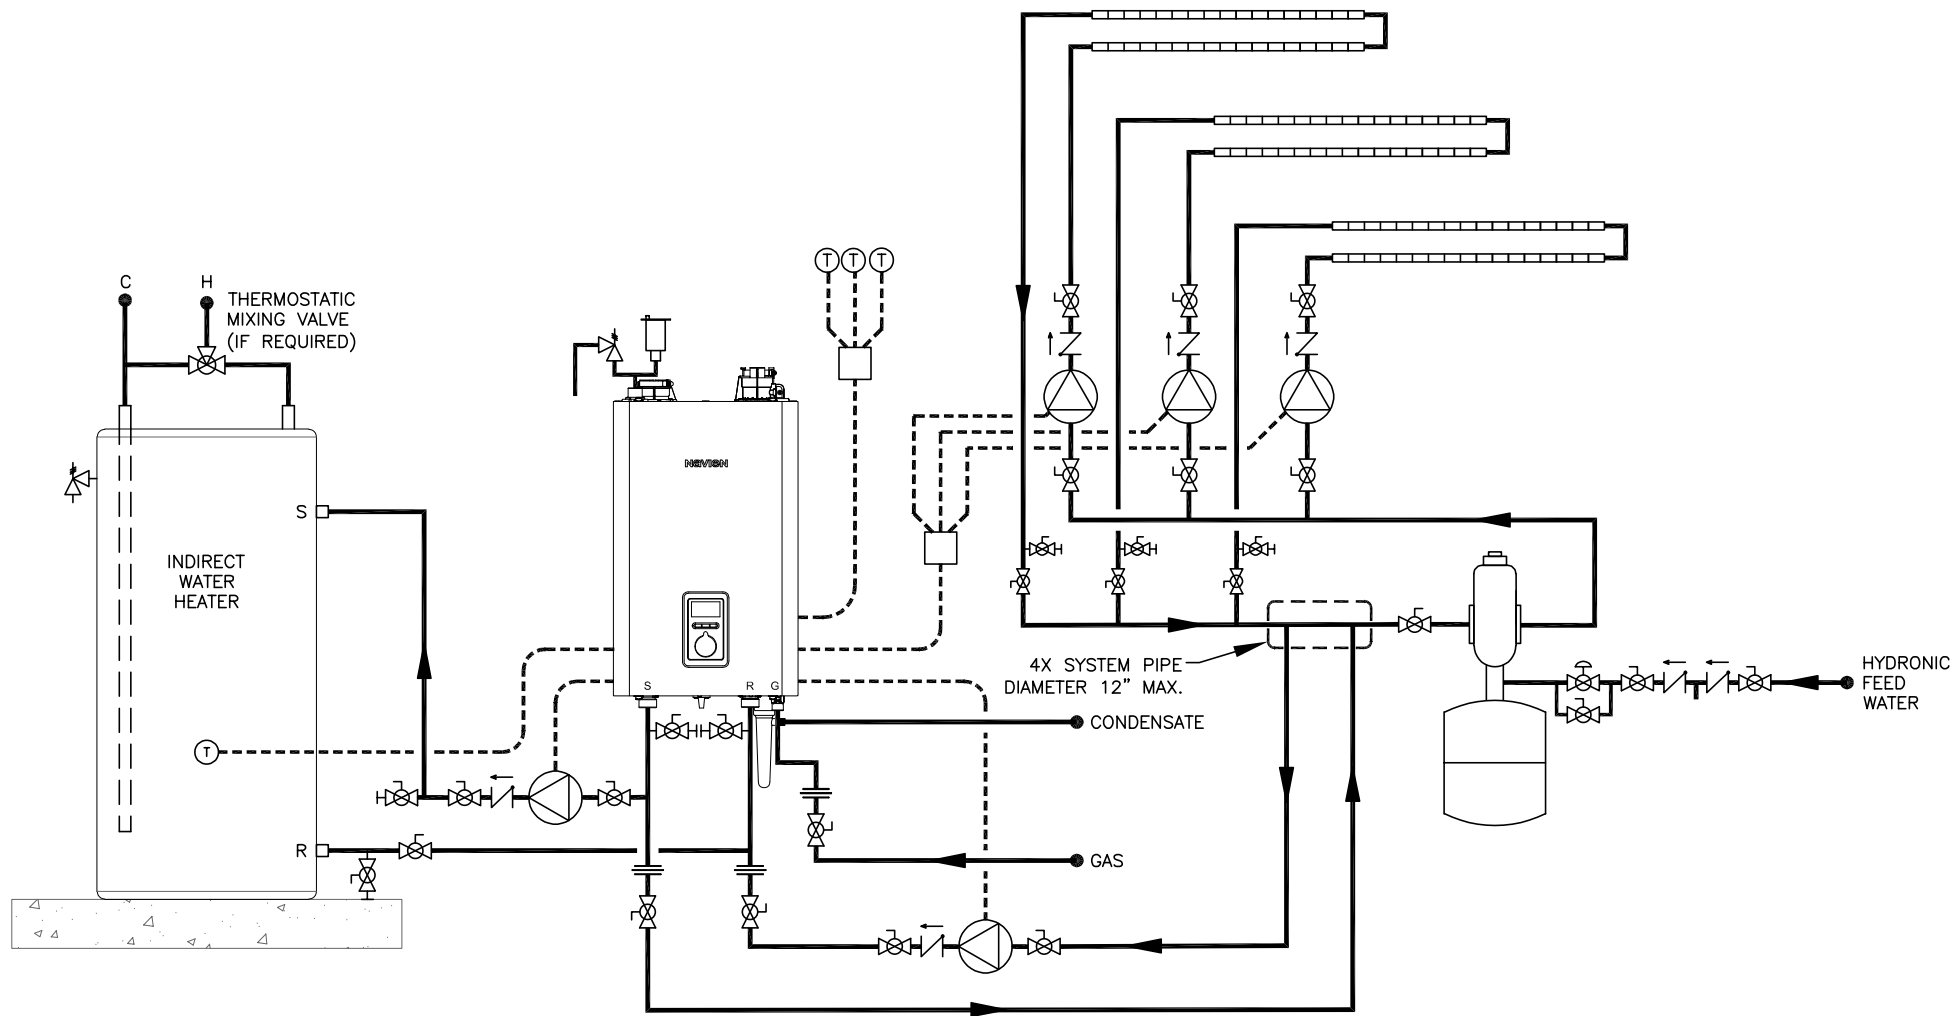 C
H
THERMOSTATIC
MIXING VALVE
(IF REQUIRED)
T T T
NAVIEN
S
INDIRECT
WATER
HEATER
T
R
S
R
G
4X SYSTEM PIPE
DIAMETER 12" MAX.
CONDENSATE
GAS
HYDRONIC
FEED
WATER